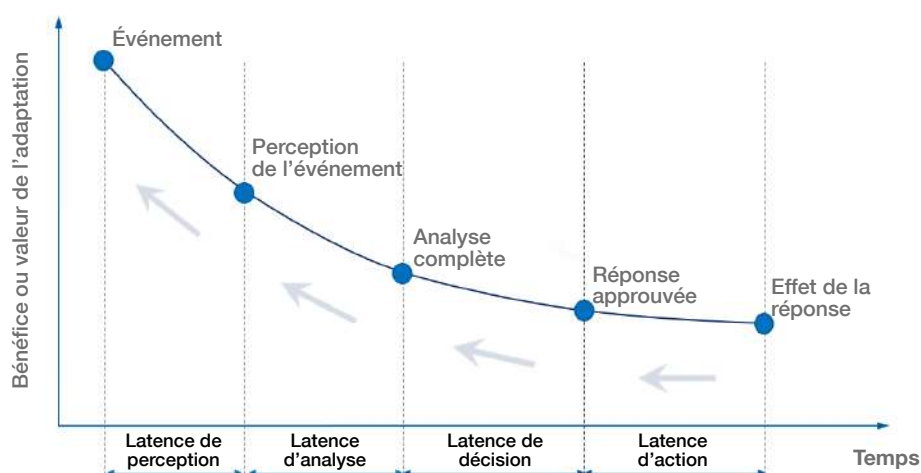 Événement
Bénéfice ou valeur de l'adaptation
Perception
de l'événement
Analyse
complète
Réponse
approuvée
Effet de la
réponse
Latence de
perception
Latence
d'analyse
Latence de
décision
Latence
d'action
Temps